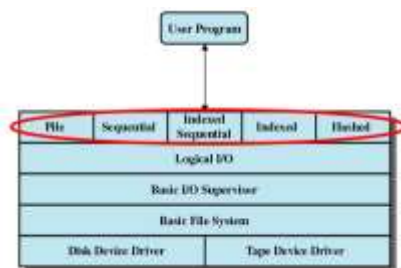 User Program
Pile Sequential Indexed Sequential Indexed Hashed
Logical I/O
Basic I/O Supervisor
Basic File System
Disk Device Driver Tape Device Driver